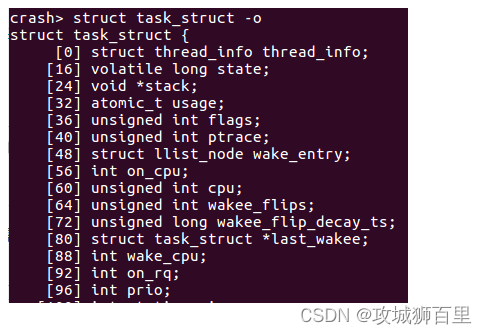 crash> struct task_struct -o
struct task_struct {
[0] struct thread_info thread_info;
[16] volatile long state;
[24] void *stack;
[32] atomic_t usage;
[36] unsigned int flags;
[40] unsigned int ptrace;
[48] struct llist_node wake_entry;
[56] int on_cpu;
[60] unsigned int cpu;
[64] unsigned int wakee_flips;
[72] unsigned long wakee_flip_decay_ts;
[80] struct task_struct *last_wakee;
[88] int wake_cpu;
[92] int on_rq;
[96] int prio;
CSDN @攻城狮百里